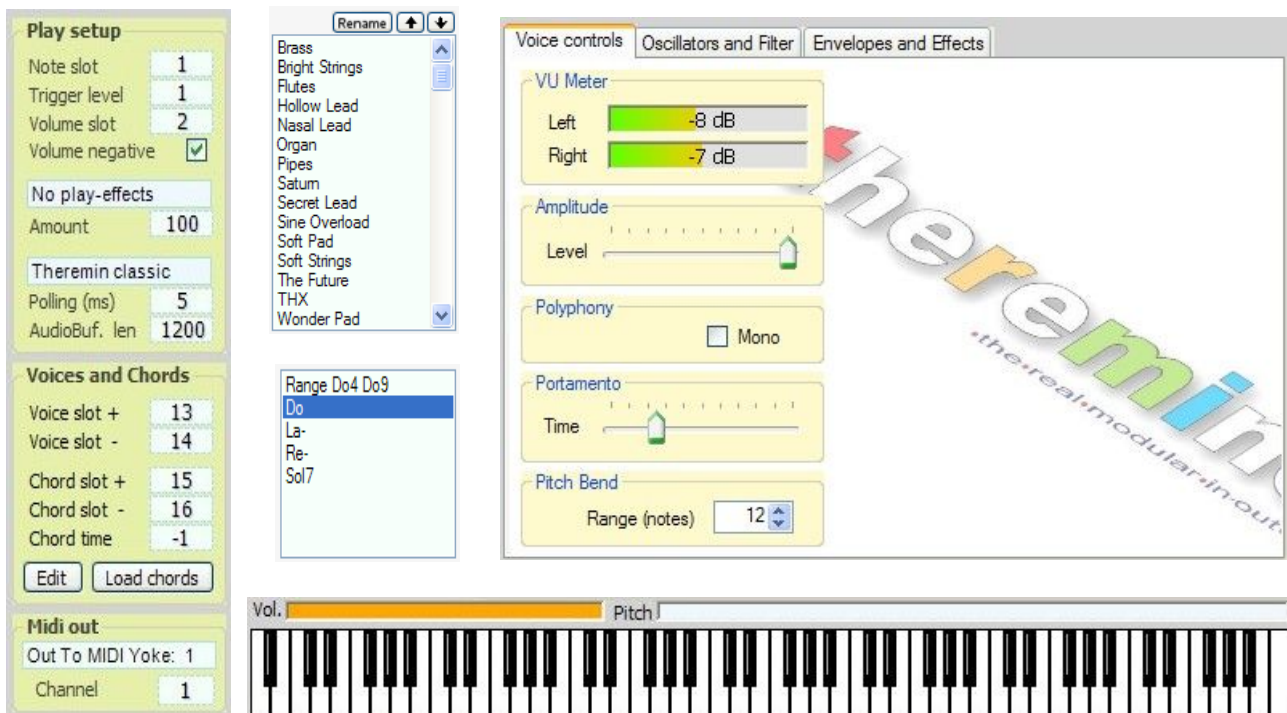 Play setup
Note slot 1
Trigger level 1
Volume slot 2
Volume negative
No play-effects
Amount 100
Theremin classic
Polling (ms) 5
AudioBuf. len 1200
Voices and Chords
Voice slot + 13
Voice slot - 14
Chord slot + 15
Chord slot - 16
Chord time -1
Edit Load chords
Midi out
Out To MIDI Yoke: 1
Channel 1
Rename
Brass
Bright Strings
Flutes
Hollow Lead
Nasal Lead
Organ
Pipes
Saturn
Secret Lead
Sine Overload
Soft Pad
Soft Strings
The Future
THX
Wonder Pad
Range Do4 Do9
Do
La-
Re-
Sol7
Voice controls Oscillators and Filter Envelopes and Effects
VU Meter
Left -8 dB
Right -7 dB
Amplitude
Level
Polyphony
Mono
Portamento
Time
Pitch Bend
Range (notes) 12
theremin
•the•real•modular•in-out
Vol. Pitch